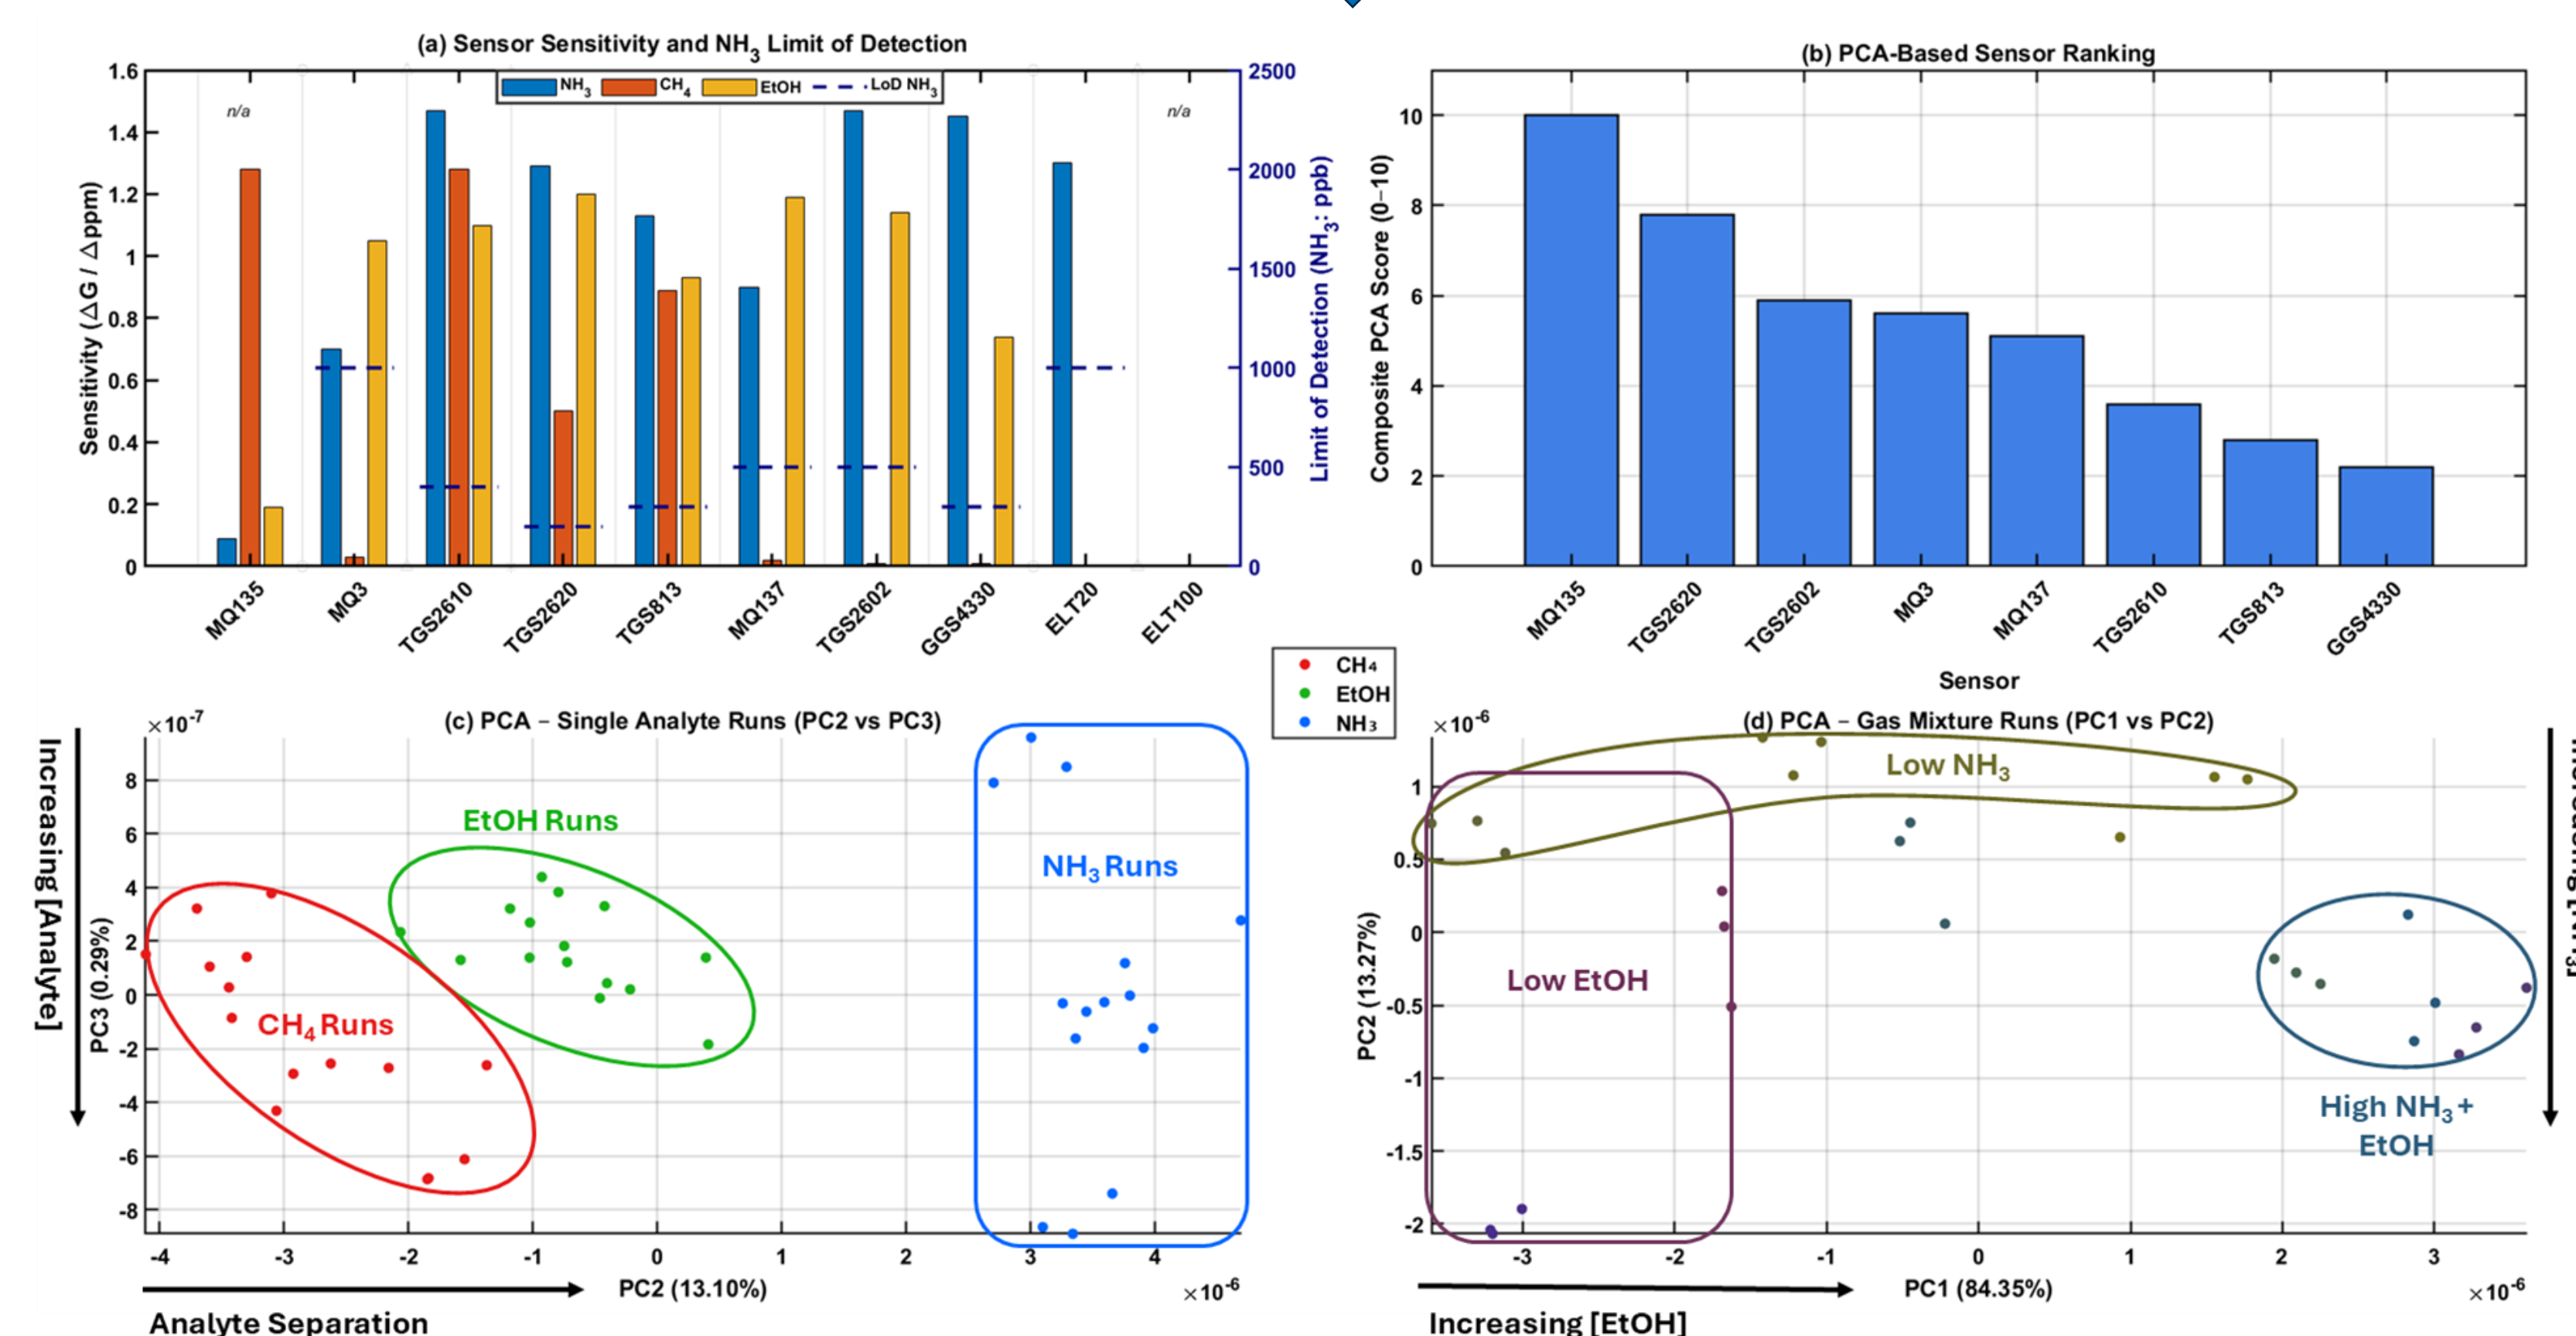 (a) Sensor Sensitivity and NH₃ Limit of Detection
NH₃ CH₄ EtOH LoD NH₃
n/a
n/a
Sensitivity (△G / △ppm)
1.6
1.4
1.2
1
0.8
0.6
0.4
0.2
0
2500
2000
1500
1000
500
0
Limit of Detection (NH₃: ppb)
MQ135 MQ3 TGS2610 TGS2620 TGS813 MQ137 TGS2602 GGS4330 ELT20 ELT100
(b) PCA-Based Sensor Ranking
Composite PCA Score (0–10)
10
8
6
4
2
0
MQ135 TGS2620 TGS2602 MQ3 MQ137 TGS2610 TGS813 GGS4330
Sensor
CH₄
EtOH
NH₃
(c) PCA – Single Analyte Runs (PC2 vs PC3)
×10⁻⁷
Increasing [Analyte]
PC3 (0.29%)
8
6
4
2
0
-2
-4
-6
-8
EtOH Runs
NH₃ Runs
CH₄ Runs
-4 -3 -2 -1 0 1 2 3 4
PC2 (13.10%)
×10⁻⁶
Analyte Separation
(d) PCA – Gas Mixture Runs (PC1 vs PC2)
×10⁻⁶
PC2 (13.27%)
1
0.5
0
-0.5
-1
-1.5
-2
Low NH₃
Low EtOH
High NH₃ +
EtOH
-3 -2 -1 0 1 2 3
PC1 (84.35%)
×10⁻⁶
Increasing [EtOH]